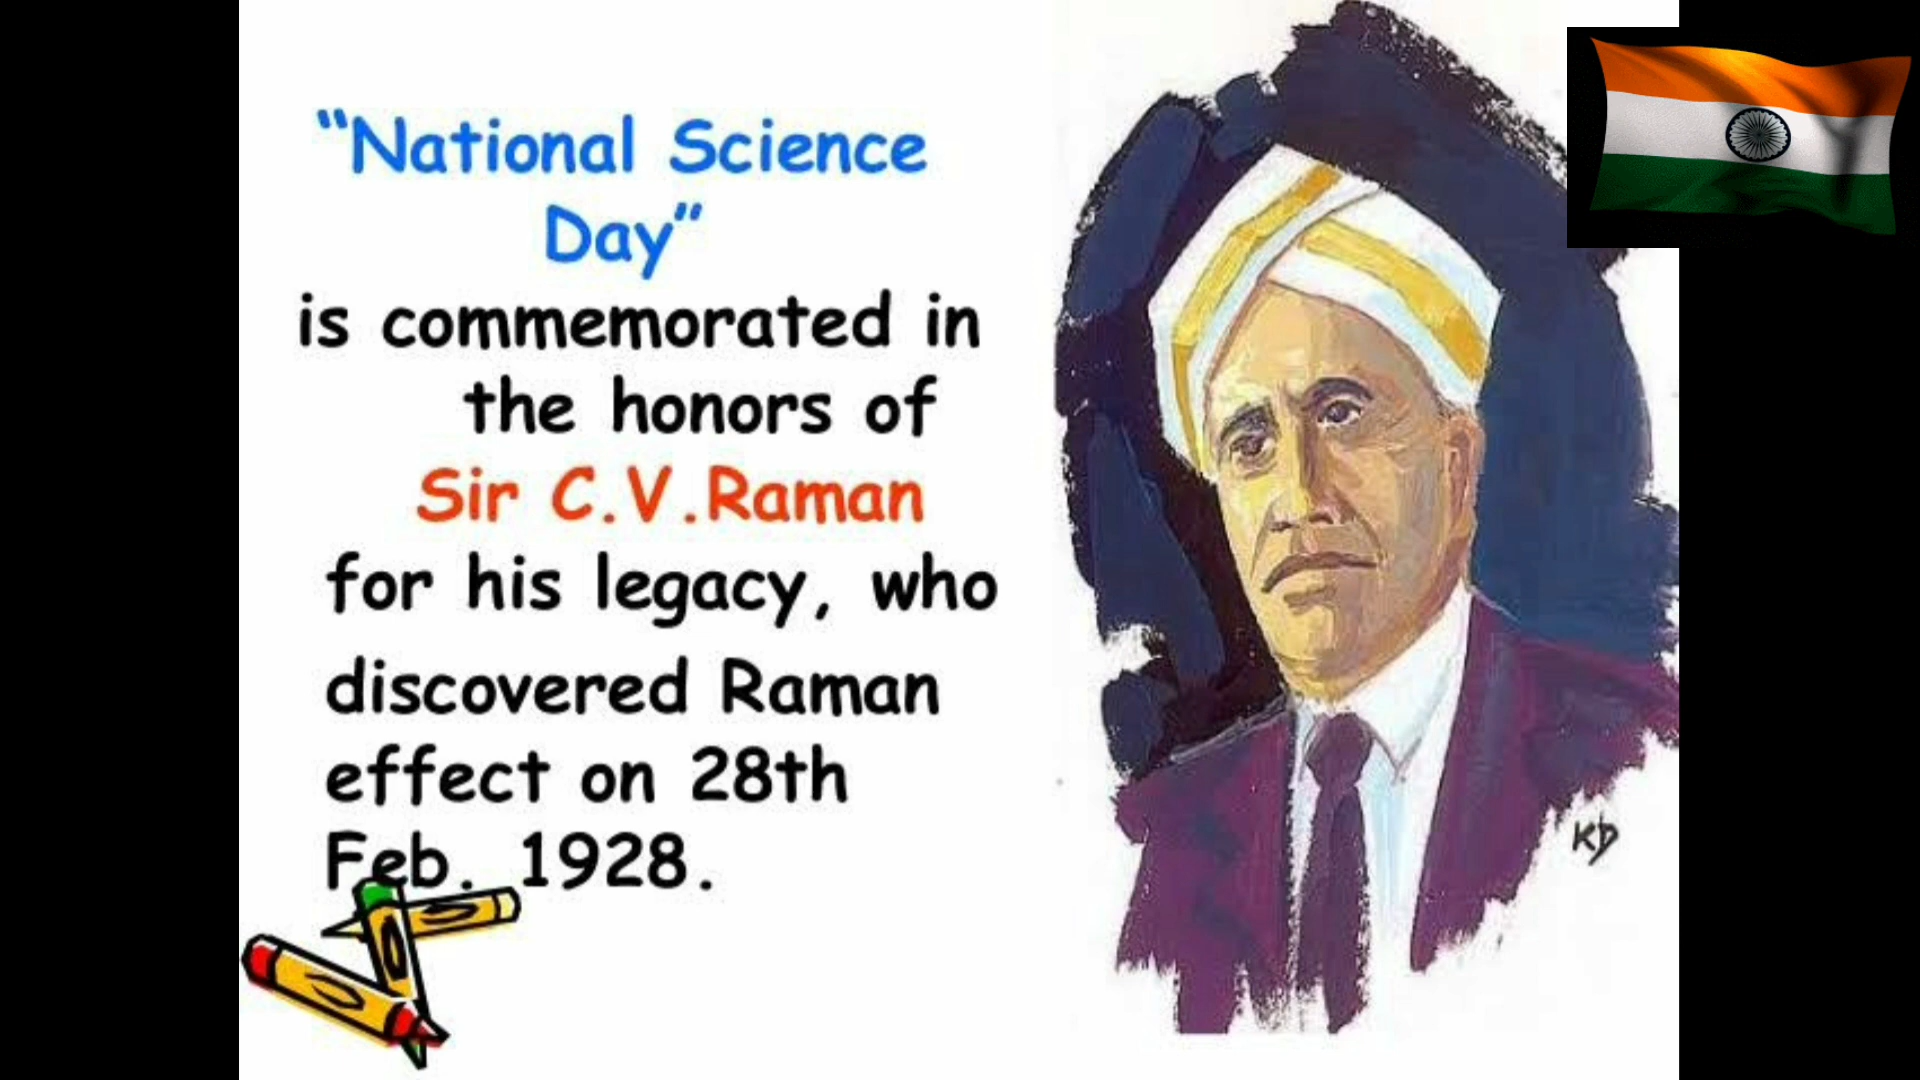 “National Science
Day”
is commemorated in
the honors of
Sir C.V.Raman
for his legacy, who
discovered Raman
effect on 28th
Feb. 1928.
KD